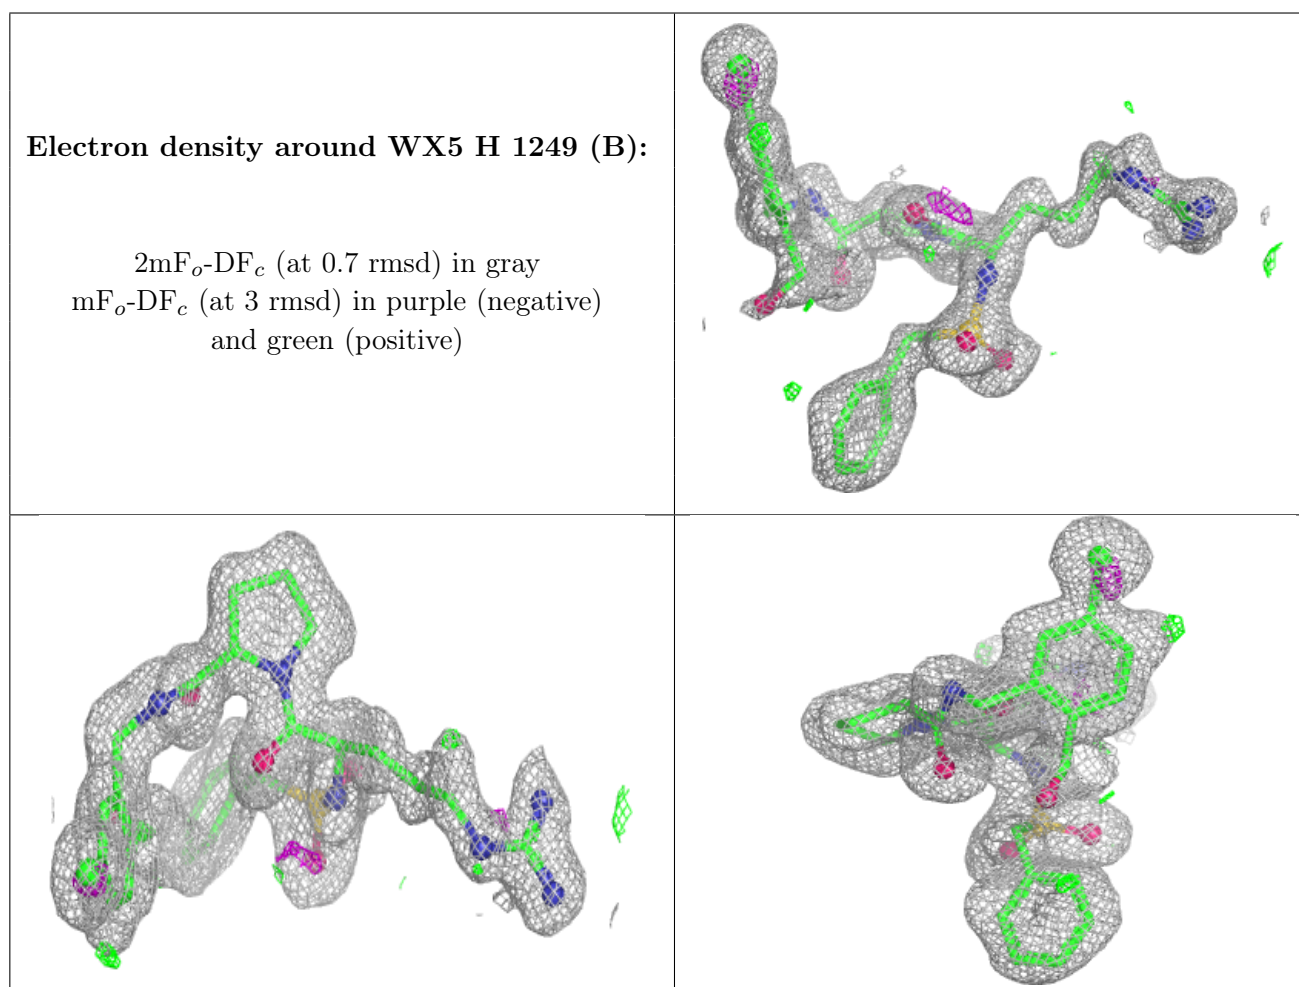 Electron density around WX5 H 1249 (B):
2mFo-DFc (at 0.7 rmsd) in gray
mFo-DFc (at 3 rmsd) in purple (negative)
and green (positive)